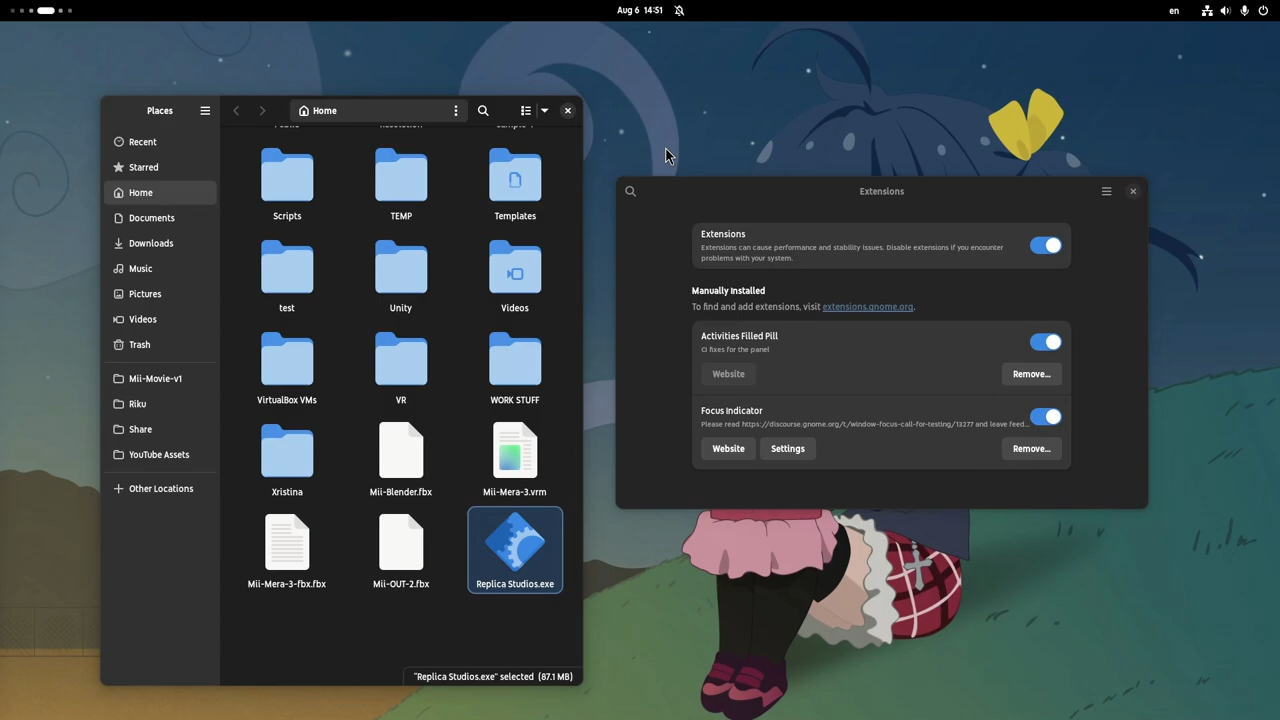 Aug 6 14:51
en
Places
Home
Recent
Starred
Home
Documents
Downloads
Music
Pictures
Videos
Trash
Mii-Movie-v1
Riku
Share
YouTube Assets
Other Locations
Scripts
TEMP
Templates
test
Unity
Videos
VirtualBox VMs
VR
WORK STUFF
Xristina
Mii-Blender.fbx
Mii-Mera-3.vrm
Mii-Mera-3-fbx.fbx
Mii-OUT-2.fbx
Replica Studios.exe
"Replica Studios.exe" selected (87.1 MB)
Extensions
Extensions
Extensions can cause performance and stability issues. Disable extensions if you encounter
problems with your system.
Manually Installed
To find and add extensions, visit extensions.gnome.org.
Activities Filled Pill
CI fixes for the panel
Website
Remove...
Focus Indicator
Please read https://discourse.gnome.org/t/window-focus-call-for-testing/13277 and leave feed...
Website
Settings
Remove...